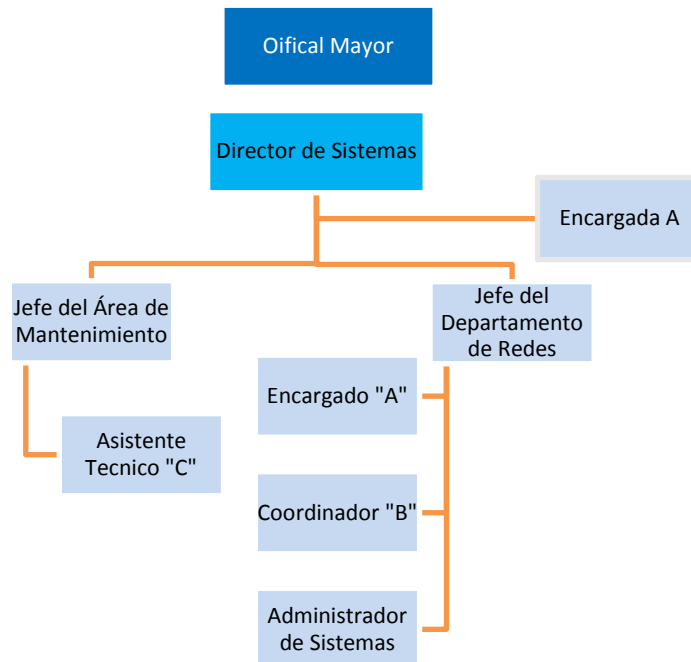 Oifical Mayor
Director de Sistemas
Encargada A
Jefe del Área de
Mantenimiento
Jefe del
Departamento
de Redes
Encargado "A"
Asistente
Tecnico "C"
Coordinador "B"
Administrador
de Sistemas